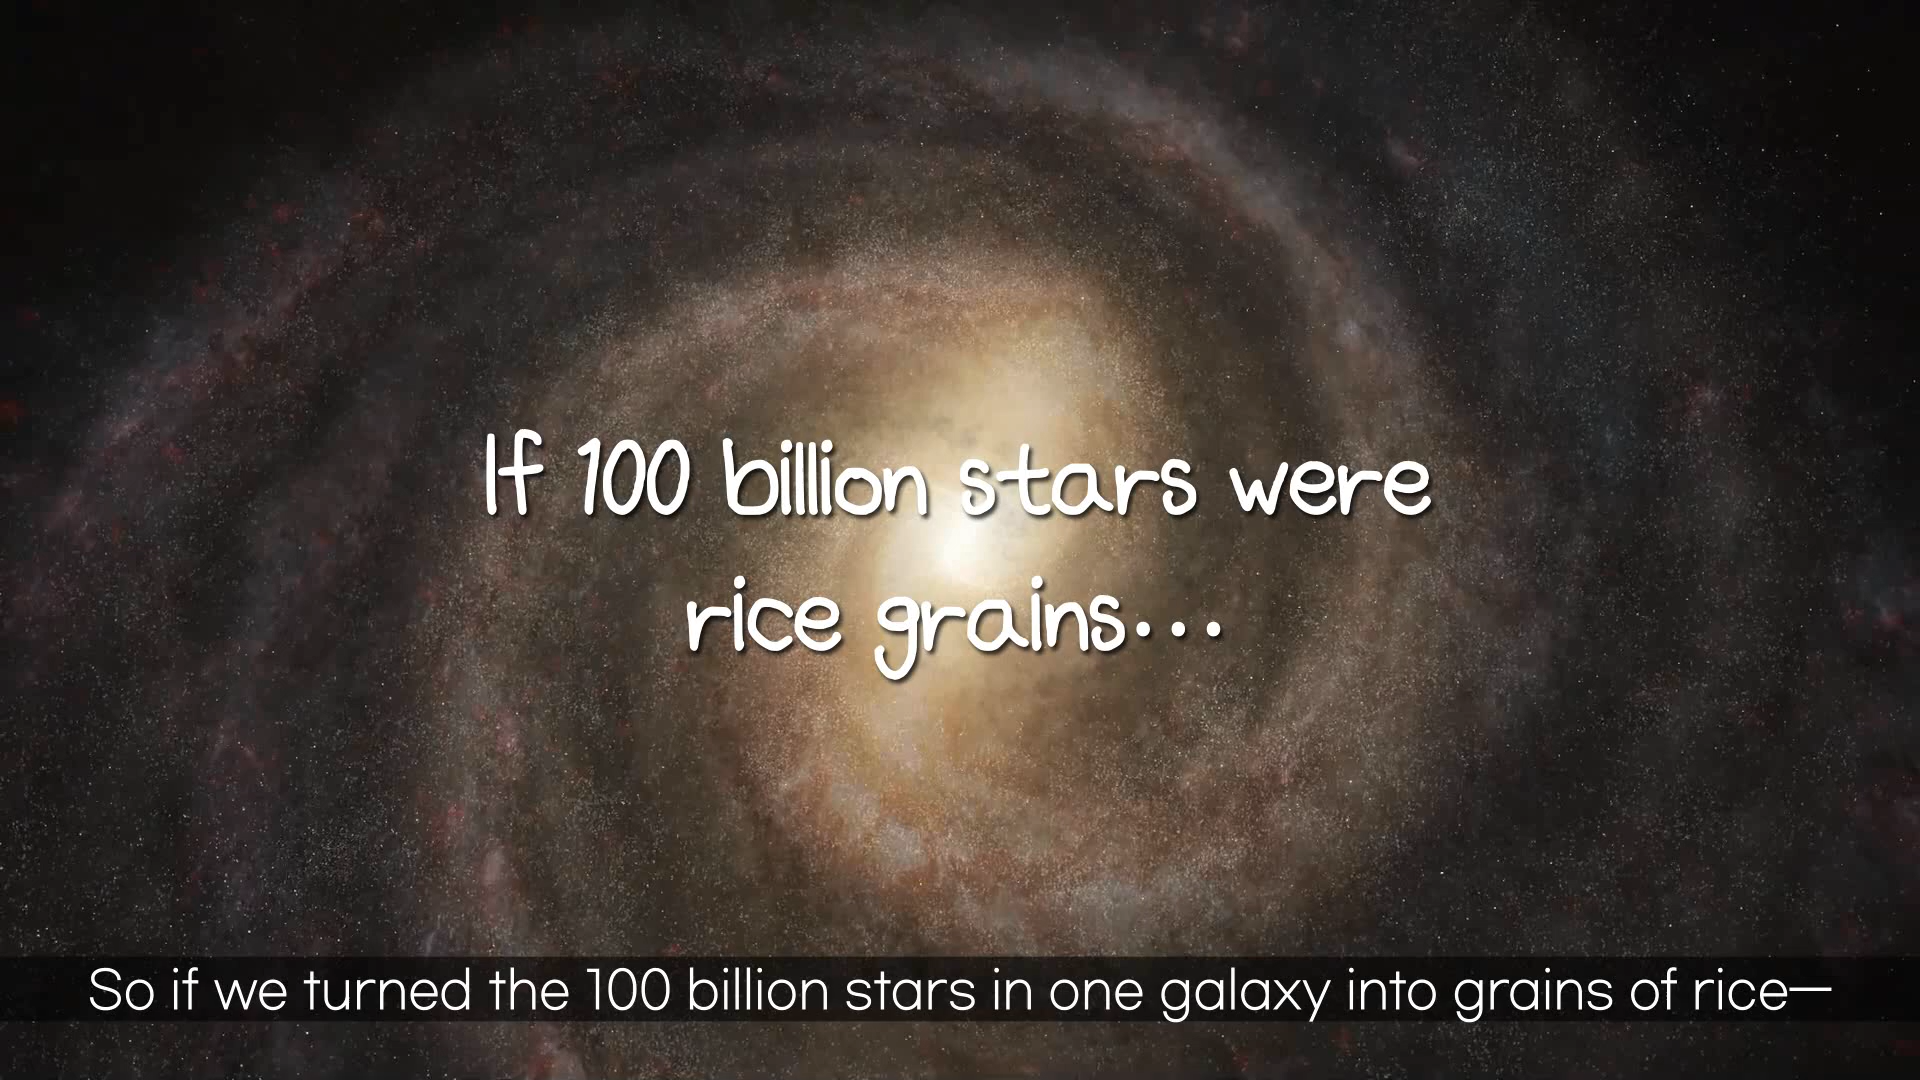 If 100 billion stars were
rice grains···
So if we turned the 100 billion stars in one galaxy into grains of rice—